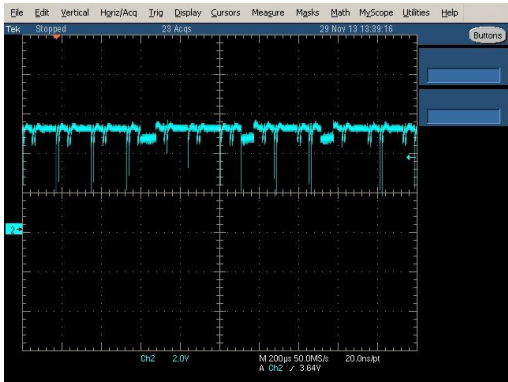 File Edit Vertical Horiz/Acq Trig Display Cursors Measure Masks Math MyScope Utilities Help
Tek Stopped 23 Acqs 29 Nov 13 13:39:16
Buttons
2
Ch2 2.0V M 200µs 50.0MS/s 20.0ns/pt
A Ch2 ⁄ 3.64V